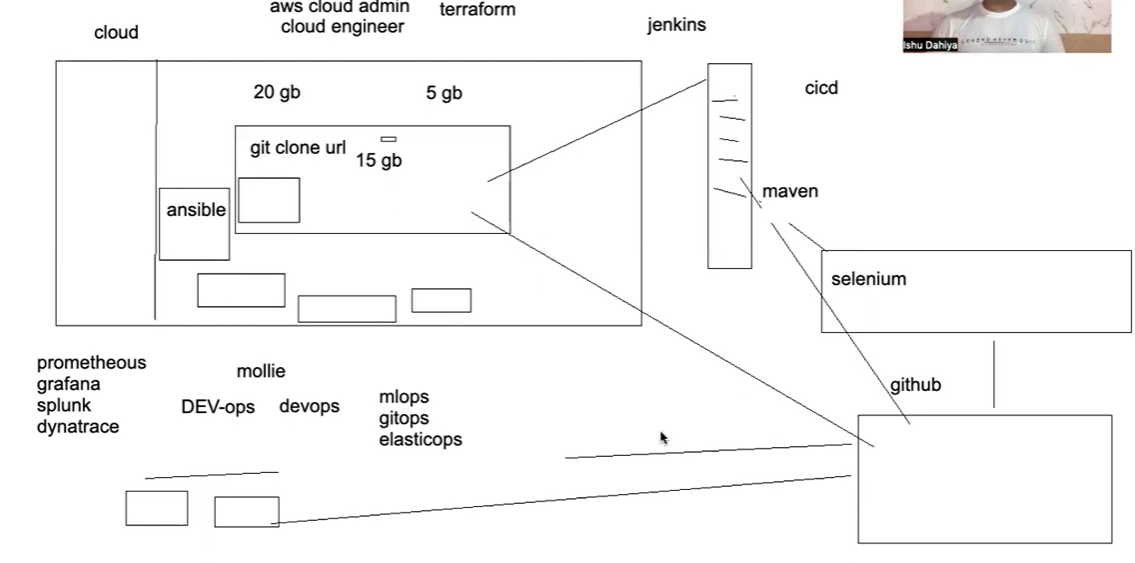 cloud
aws cloud admin
cloud engineer
terraform
jenkins
Ishu Dahiya
20 gb
5 gb
cicd
git clone url
15 gb
ansible
maven
selenium
prometheous
grafana
splunk
dynatrace
mollie
DEV-ops
devops
mlops
gitops
elasticops
github